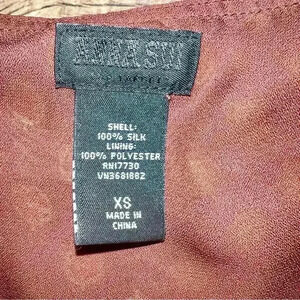 ANNA SUI
SHELL:
100% SILK
LINING:
100% POLYESTER
RN17730
VN3681882
XS
MADE IN
CHINA